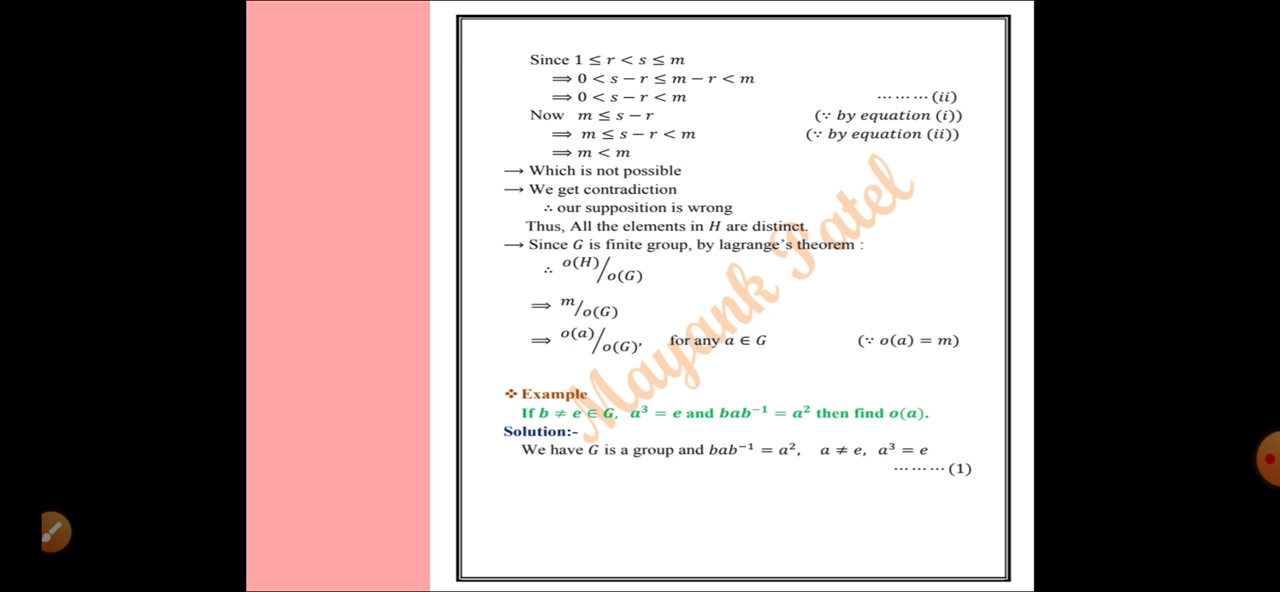 Since 1 ≤ r < s ≤ m
⟹ 0 < s − r ≤ m − r < m
⟹ 0 < s − r < m ⋯⋯⋯ (ii)
Now m ≤ s − r (∵ by equation (i))
⟹ m ≤ s − r < m (∵ by equation (ii))
⟹ m < m
→ Which is not possible
→ We get contradiction
∴ our supposition is wrong
Thus, All the elements in H are distinct.
→ Since G is finite group, by lagrange's theorem :
∴ o(H)/o(G)
⟹ m/o(G)
⟹ o(a)/o(G), for any a ∈ G (∵ o(a) = m)
❖ Example
If b ≠ e ∈ G, a³ = e and bab⁻¹ = a² then find o(a).
Solution:-
We have G is a group and bab⁻¹ = a², a ≠ e, a³ = e
⋯⋯⋯ (1)
Mayank Patel